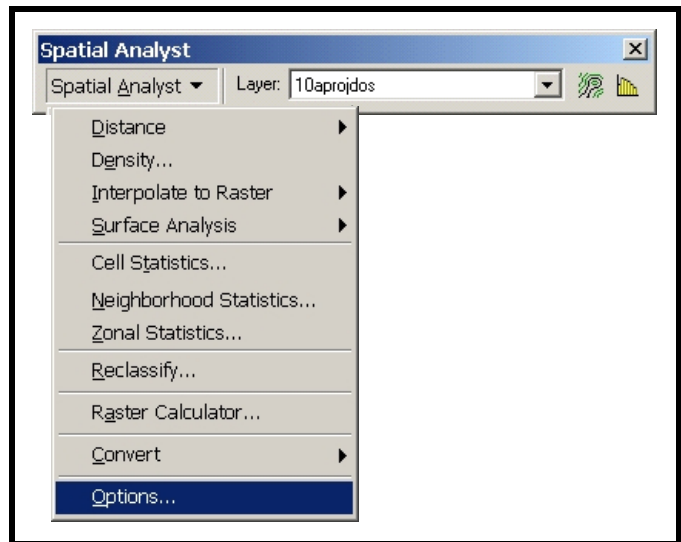 Spatial Analyst
Spatial Analyst Layer: 10aprojdos
Distance
Density...
Interpolate to Raster
Surface Analysis
Cell Statistics...
Neighborhood Statistics...
Zonal Statistics...
Reclassify...
Raster Calculator...
Convert
Options...